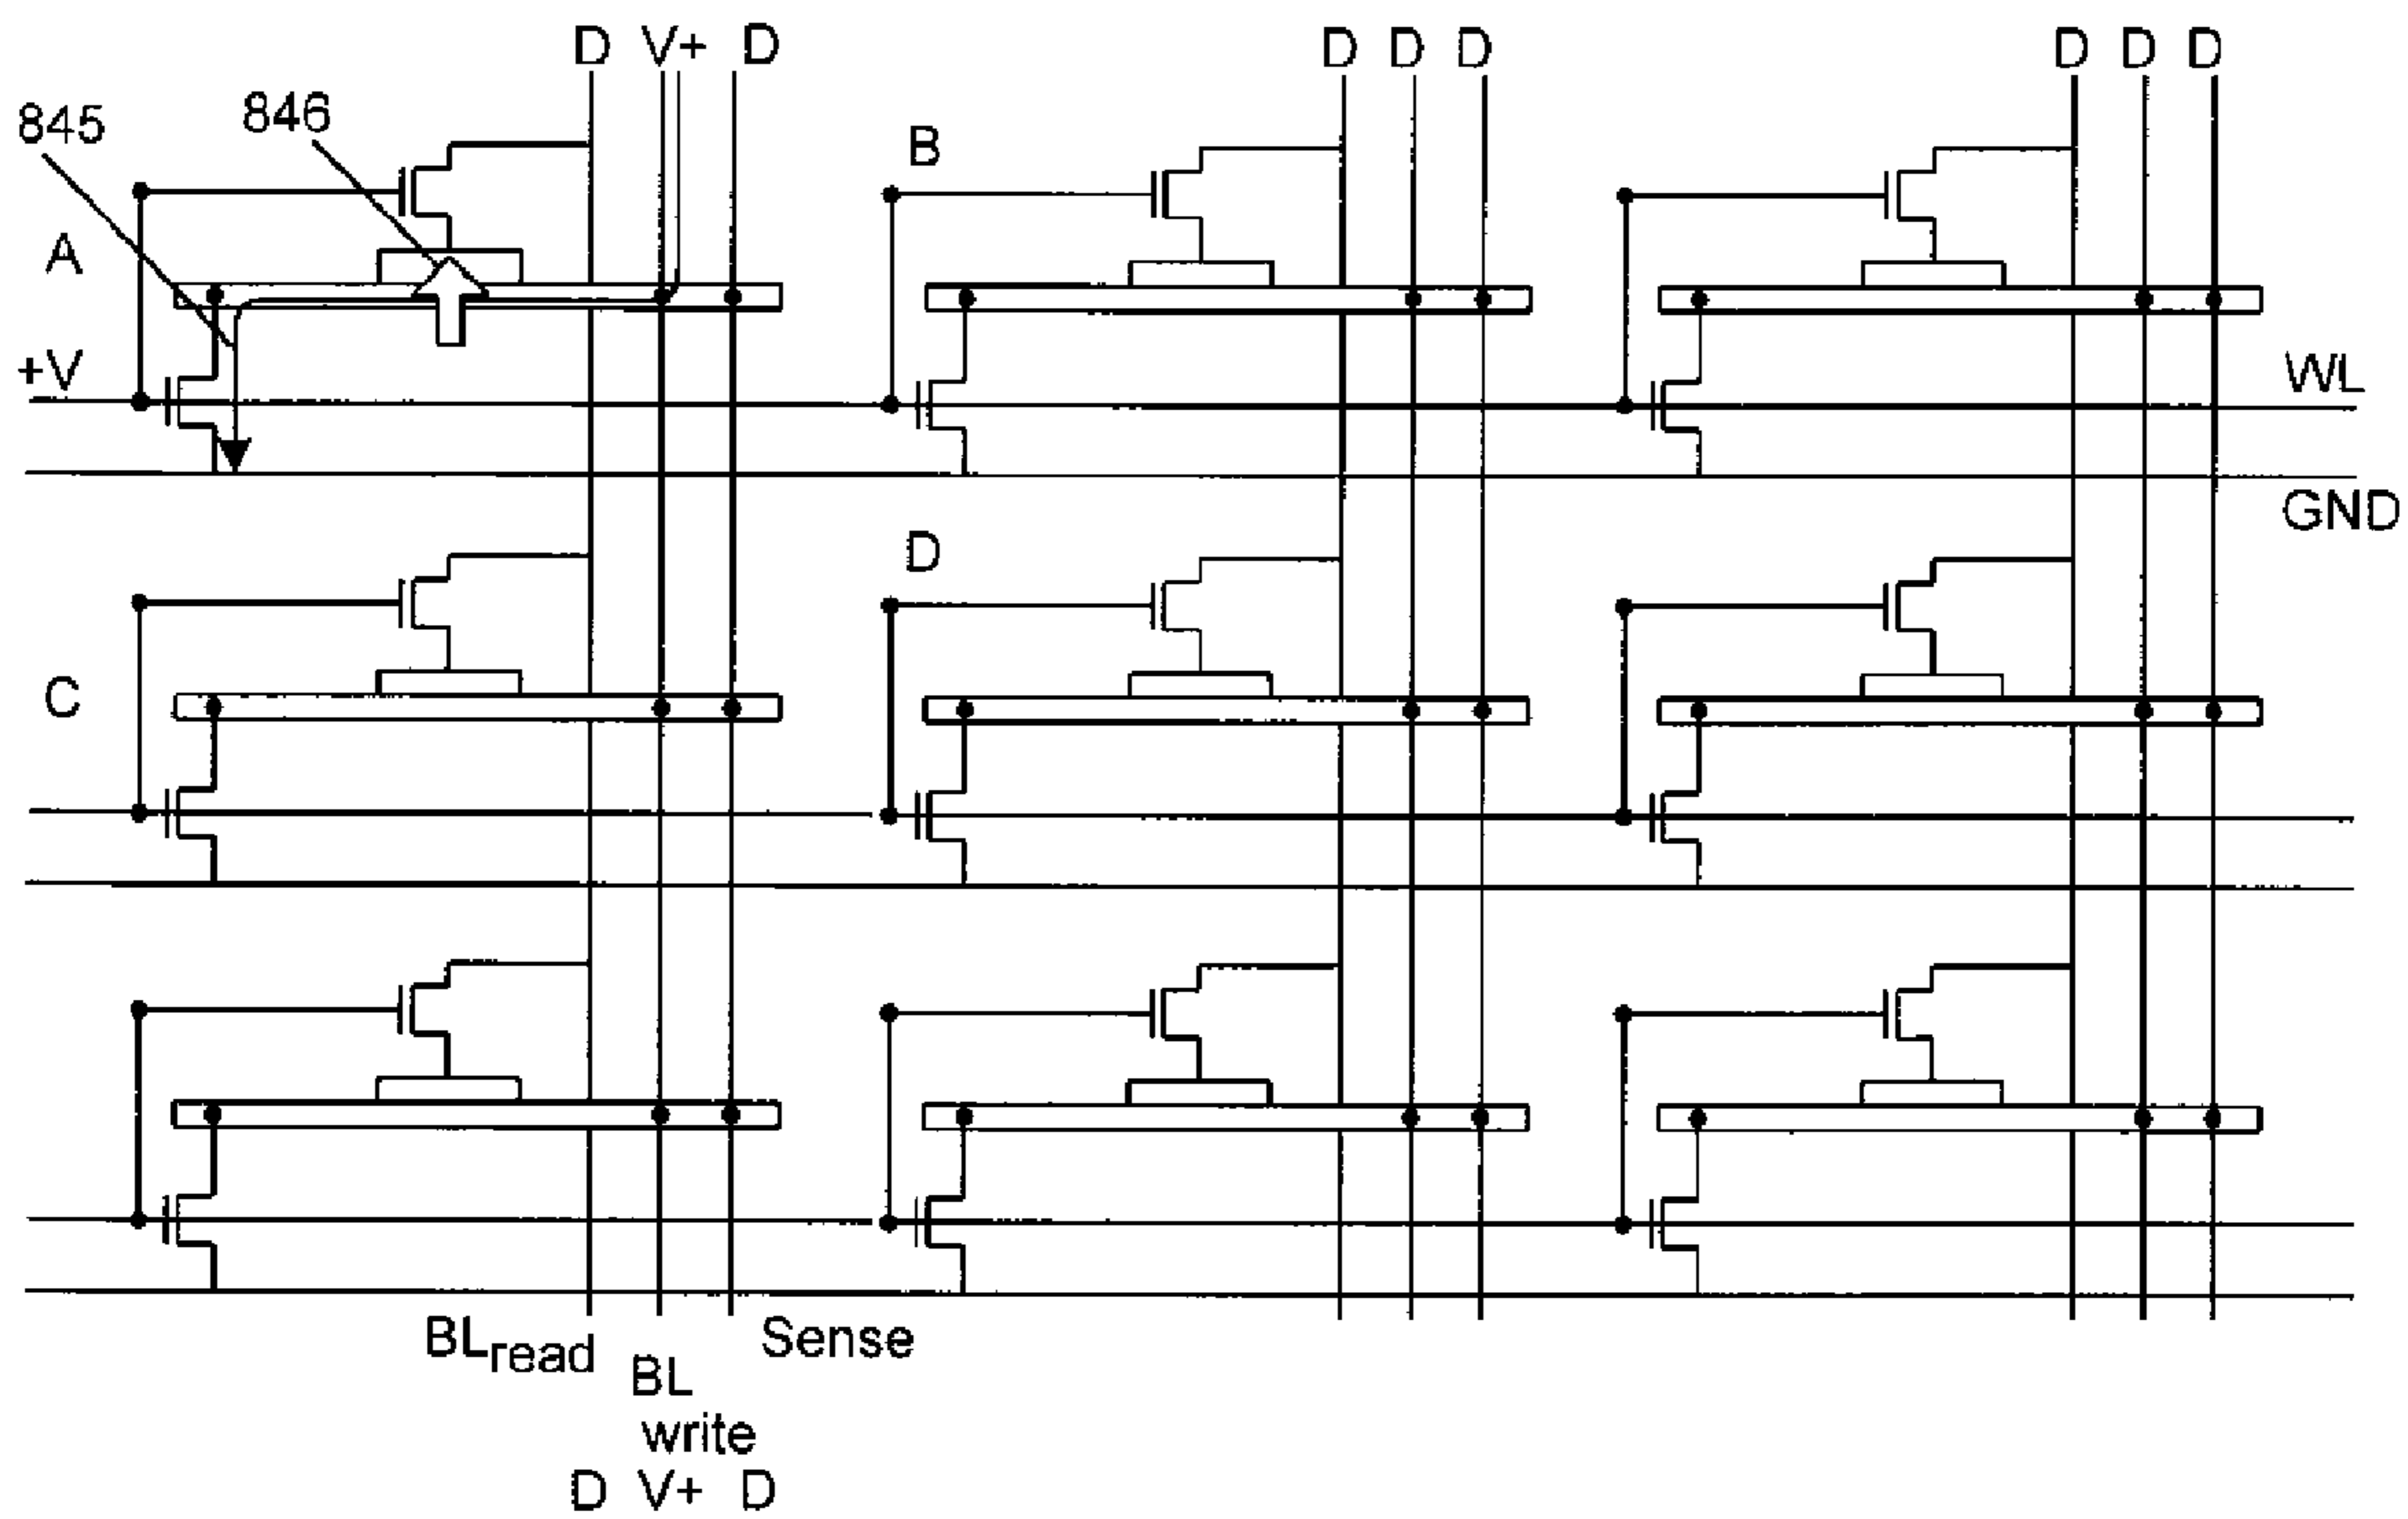 D V+ D
D D D
D D D
845
846
B
A
+V
WL
GND
D
C
BLread
Sense
BL
write
D V+ D